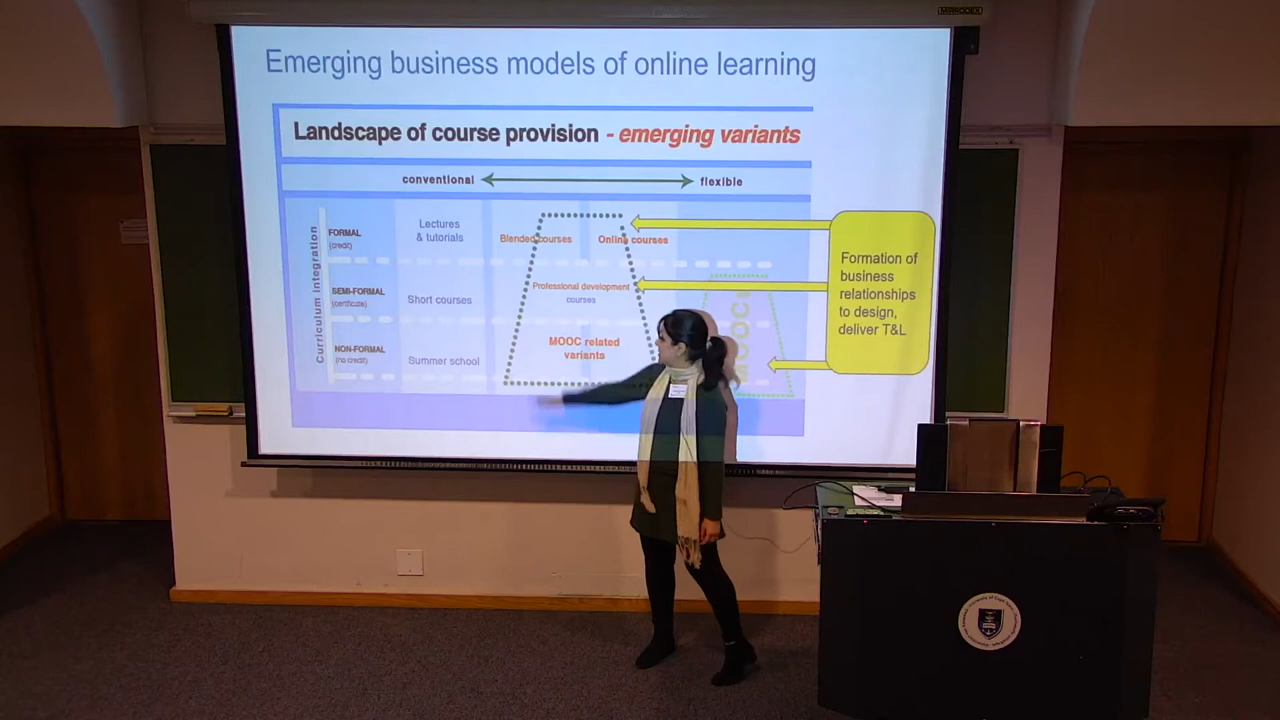 MIRRODEX
Emerging business models of online learning
Landscape of course provision - emerging variants
conventional flexible
Curriculum integration
FORMAL
(credit)
Lectures
& tutorials
Blended courses
Online courses
SEMI-FORMAL
(certificate)
Short courses
Professional development
courses
NON-FORMAL
(no credit)
Summer school
MOOC related
variants
Formation of
business
relationships
to design,
deliver T&L